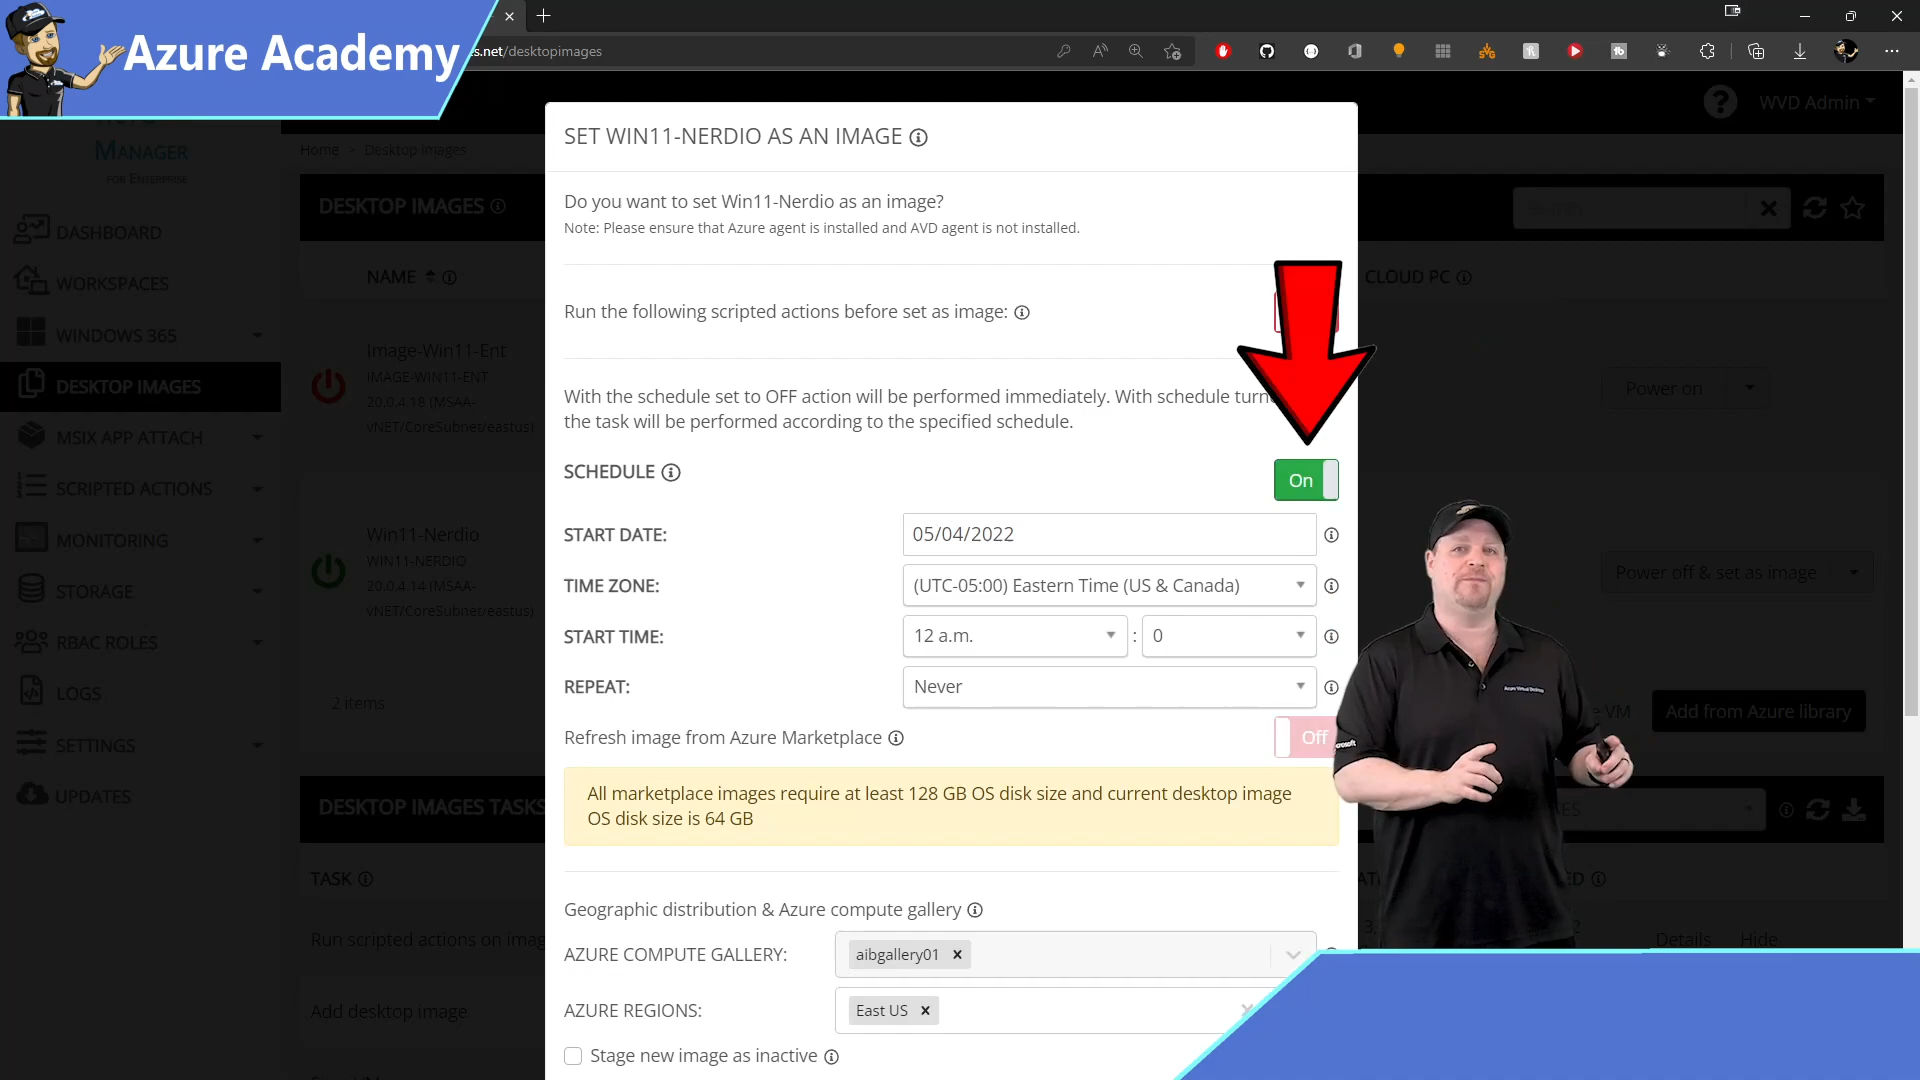 Azure Academy
s.net/desktopimages
WVD Admin
MANAGER
FOR ENTERPRISE
Home > Desktop images
DESKTOP IMAGES
DASHBOARD
WORKSPACES
WINDOWS 365
DESKTOP IMAGES
MSIX APP ATTACH
SCRIPTED ACTIONS
MONITORING
STORAGE
RBAC ROLES
LOGS
SETTINGS
UPDATES
NAME
CLOUD PC
Image-Win11-Ent
IMAGE-WIN11-ENT
20.0.4.18 (MSAA-
vNET/CoreSubnet/eastus)
Power on
Win11-Nerdio
WIN11-NERDIO
20.0.4.14 (MSAA-
vNET/CoreSubnet/eastus)
Power off & set as image
2 items
VM
Add from Azure library
DESKTOP IMAGES TASKS
TASK
Run scripted actions on imag
Details Hide
Add desktop image
SET WIN11-NERDIO AS AN IMAGE
Do you want to set Win11-Nerdio as an image?
Note: Please ensure that Azure agent is installed and AVD agent is not installed.
Run the following scripted actions before set as image:
With the schedule set to OFF action will be performed immediately. With schedule turn
the task will be performed according to the specified schedule.
SCHEDULE
On
START DATE:
05/04/2022
TIME ZONE:
(UTC-05:00) Eastern Time (US & Canada)
START TIME:
12 a.m. : 0
REPEAT:
Never
Refresh image from Azure Marketplace
Off
All marketplace images require at least 128 GB OS disk size and current desktop image
OS disk size is 64 GB
Geographic distribution & Azure compute gallery
AZURE COMPUTE GALLERY:
aibgallery01
AZURE REGIONS:
East US
Stage new image as inactive
Azure Virtual Desktop